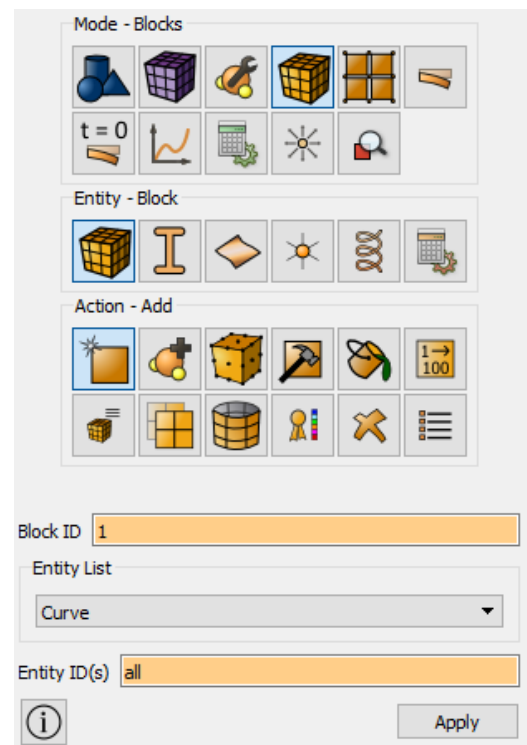 Mode - Blocks
t = 0
Entity - Block
Action - Add
1→
100
Block ID 1
Entity List
Curve
Entity ID(s) all
i
Apply